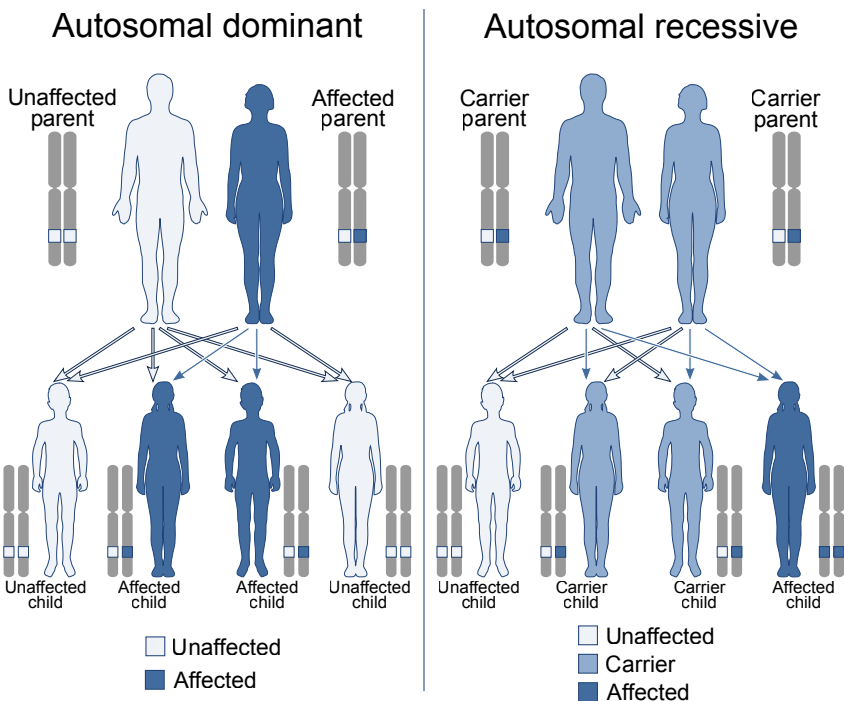 Autosomal dominant
Unaffected
parent
Affected
parent
Unaffected
child
Affected
child
Affected
child
Unaffected
child
Unaffected
Affected
Autosomal recessive
Carrier
parent
Carrier
parent
Unaffected
child
Carrier
child
Carrier
child
Affected
child
Unaffected
Carrier
Affected